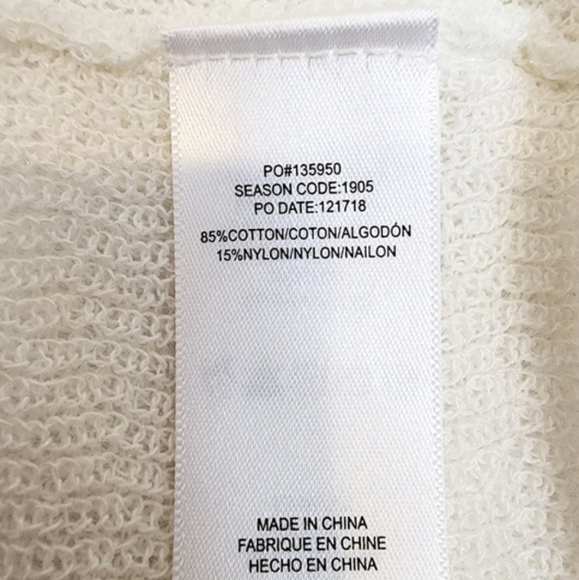 PO#135950
SEASON CODE:1905
PO DATE:121718
85%COTTON/COTON/ALGODÓN
15%NYLON/NYLON/NAILON
MADE IN CHINA
FABRIQUE EN CHINE
HECHO EN CHINA